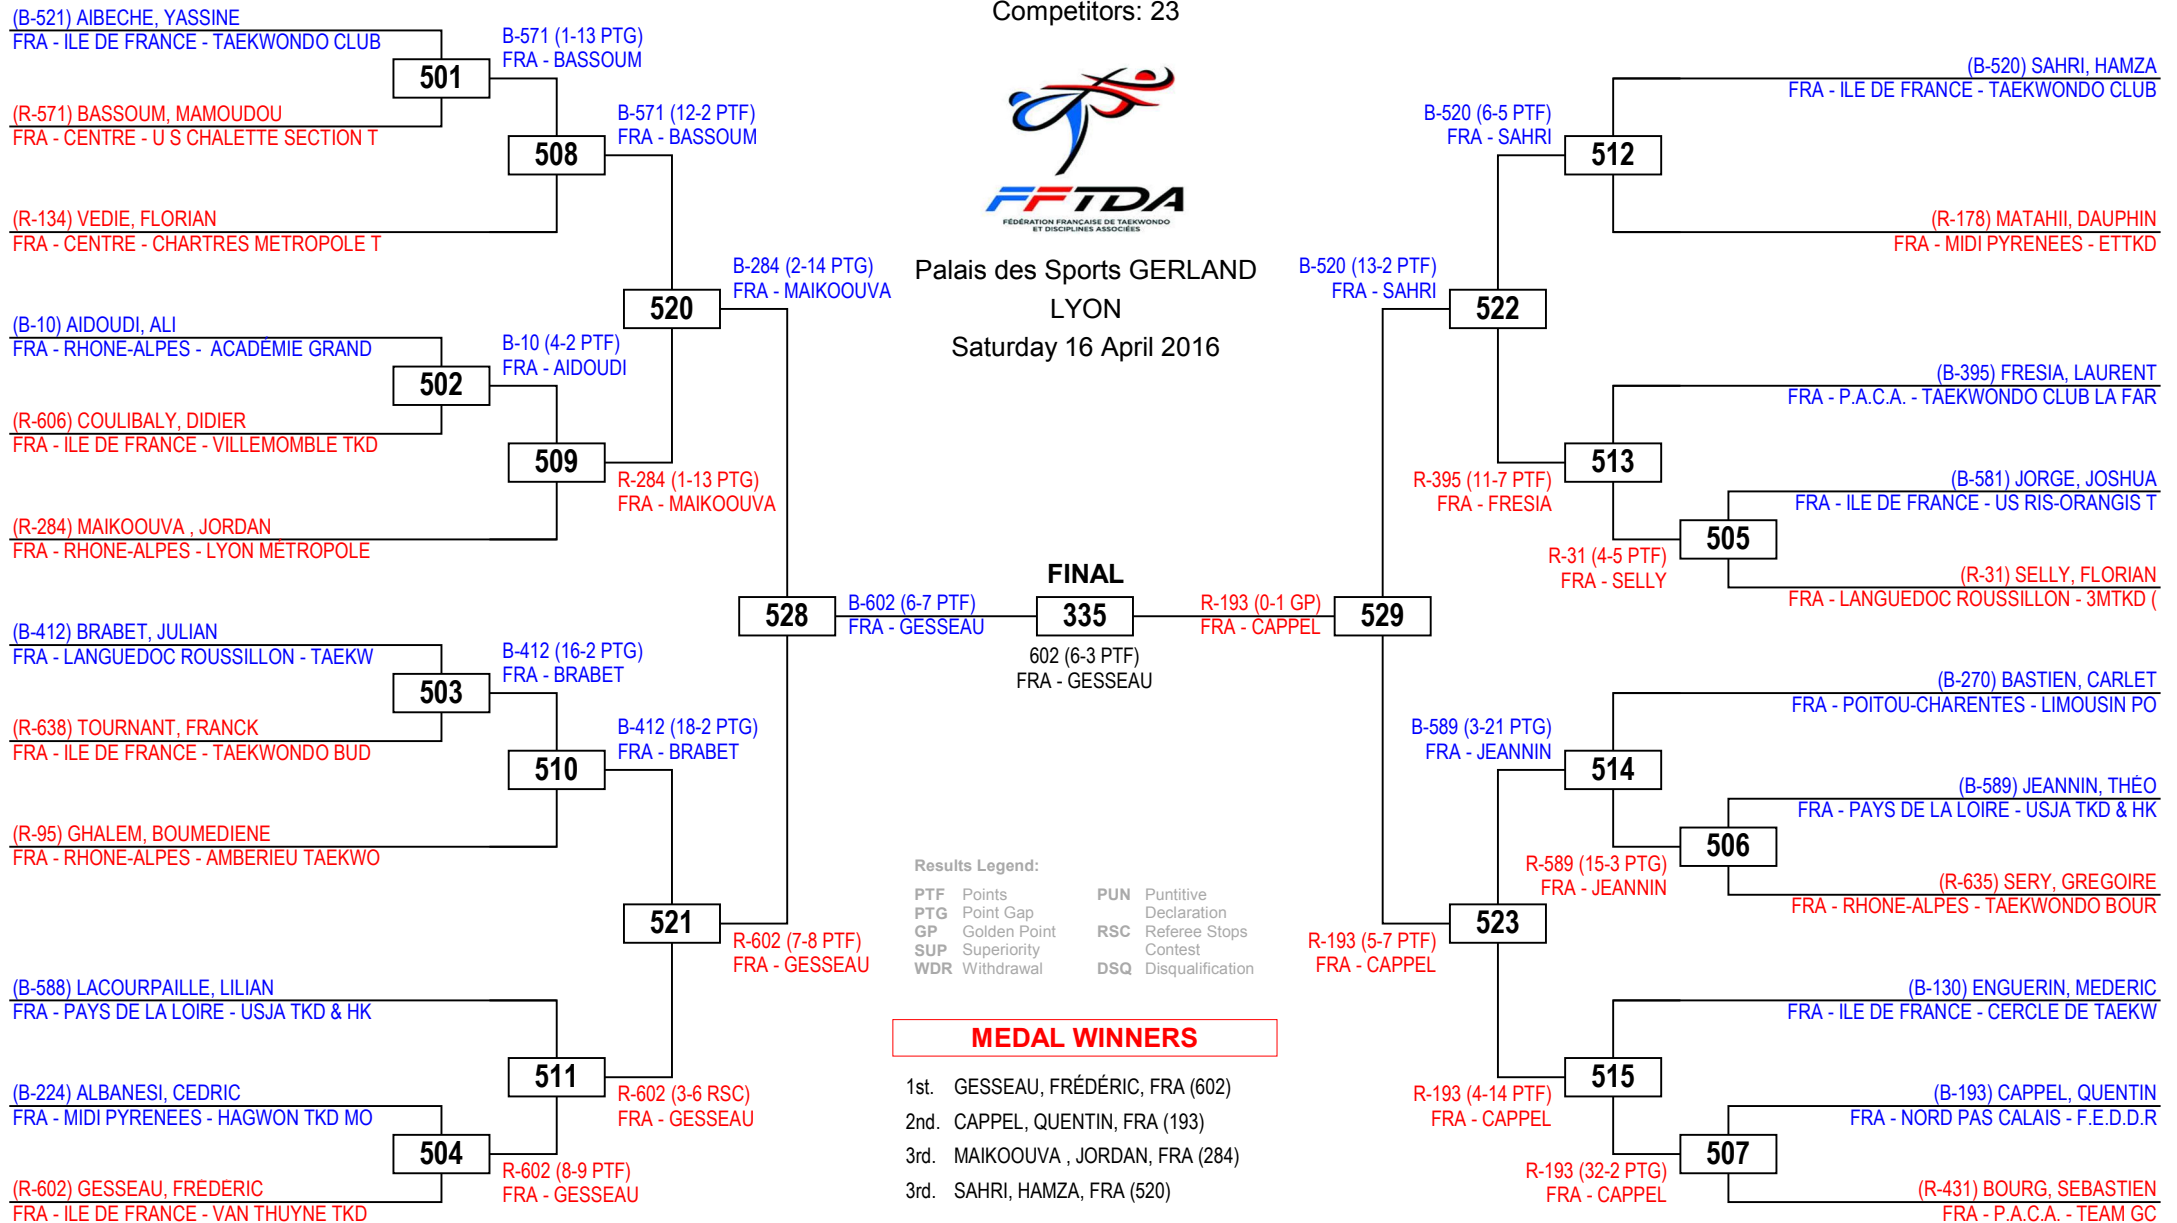 Competitors: 23
FFTDA
FÉDÉRATION FRANÇAISE DE TAEKWONDO
ET DISCIPLINES ASSOCIÉES
Palais des Sports GERLAND
LYON
Saturday 16 April 2016
(B-521) AIBECHE, YASSINE
FRA - ILE DE FRANCE - TAEKWONDO CLUB
501
(R-571) BASSOUM, MAMOUDOU
FRA - CENTRE - U S CHALETTE SECTION T
B-571 (1-13 PTG)
FRA - BASSOUM
508
(R-134) VEDIE, FLORIAN
FRA - CENTRE - CHARTRES METROPOLE T
B-571 (12-2 PTF)
FRA - BASSOUM
520
B-284 (2-14 PTG)
FRA - MAIKOOUVA
(B-10) AIDOUDI, ALI
FRA - RHONE-ALPES - ACADÉMIE GRAND
502
(R-606) COULIBALY, DIDIER
FRA - ILE DE FRANCE - VILLEMOMBLE TKD
B-10 (4-2 PTF)
FRA - AIDOUDI
509
R-284 (1-13 PTG)
FRA - MAIKOOUVA
(R-284) MAIKOOUVA , JORDAN
FRA - RHONE-ALPES - LYON MÉTROPOLE
528
B-602 (6-7 PTF)
FRA - GESSEAU
(B-412) BRABET, JULIAN
FRA - LANGUEDOC ROUSSILLON - TAEKW
503
(R-638) TOURNANT, FRANCK
FRA - ILE DE FRANCE - TAEKWONDO BUD
B-412 (16-2 PTG)
FRA - BRABET
510
B-412 (18-2 PTG)
FRA - BRABET
(R-95) GHALEM, BOUMEDIENE
FRA - RHONE-ALPES - AMBERIEU TAEKWO
521
R-602 (7-8 PTF)
FRA - GESSEAU
(B-588) LACOURPAILLE, LILIAN
FRA - PAYS DE LA LOIRE - USJA TKD & HK
511
R-602 (3-6 RSC)
FRA - GESSEAU
(B-224) ALBANESI, CEDRIC
FRA - MIDI PYRENEES - HAGWON TKD MO
504
R-602 (8-9 PTF)
FRA - GESSEAU
(R-602) GESSEAU, FRÉDÉRIC
FRA - ILE DE FRANCE - VAN THUYNE TKD
FINAL
335
602 (6-3 PTF)
FRA - GESSEAU
R-193 (0-1 GP)
FRA - CAPPEL
529
(B-520) SAHRI, HAMZA
FRA - ILE DE FRANCE - TAEKWONDO CLUB
B-520 (6-5 PTF)
FRA - SAHRI
512
(R-178) MATAHII, DAUPHIN
FRA - MIDI PYRENEES - ETTKD
B-520 (13-2 PTF)
FRA - SAHRI
522
(B-395) FRESIA, LAURENT
FRA - P.A.C.A. - TAEKWONDO CLUB LA FAR
513
R-395 (11-7 PTF)
FRA - FRESIA
(B-581) JORGE, JOSHUA
FRA - ILE DE FRANCE - US RIS-ORANGIS T
505
R-31 (4-5 PTF)
FRA - SELLY
(R-31) SELLY, FLORIAN
FRA - LANGUEDOC ROUSSILLON - 3MTKD (
(B-270) BASTIEN, CARLET
FRA - POITOU-CHARENTES - LIMOUSIN PO
B-589 (3-21 PTG)
FRA - JEANNIN
514
(B-589) JEANNIN, THÉO
FRA - PAYS DE LA LOIRE - USJA TKD & HK
506
R-589 (15-3 PTG)
FRA - JEANNIN
(R-635) SERY, GREGOIRE
FRA - RHONE-ALPES - TAEKWONDO BOUR
523
R-193 (5-7 PTF)
FRA - CAPPEL
(B-130) ENGUERIN, MEDERIC
FRA - ILE DE FRANCE - CERCLE DE TAEKW
515
R-193 (4-14 PTF)
FRA - CAPPEL
(B-193) CAPPEL, QUENTIN
FRA - NORD PAS CALAIS - F.E.D.D.R
507
R-193 (32-2 PTG)
FRA - CAPPEL
(R-431) BOURG, SEBASTIEN
FRA - P.A.C.A. - TEAM GC
Results Legend:
PTF Points
PTG Point Gap
GP Golden Point
SUP Superiority
WDR Withdrawal
PUN Puntitive
Declaration
RSC Referee Stops
Contest
DSQ Disqualification
MEDAL WINNERS
1st. GESSEAU, FRÉDÉRIC, FRA (602)
2nd. CAPPEL, QUENTIN, FRA (193)
3rd. MAIKOOUVA , JORDAN, FRA (284)
3rd. SAHRI, HAMZA, FRA (520)